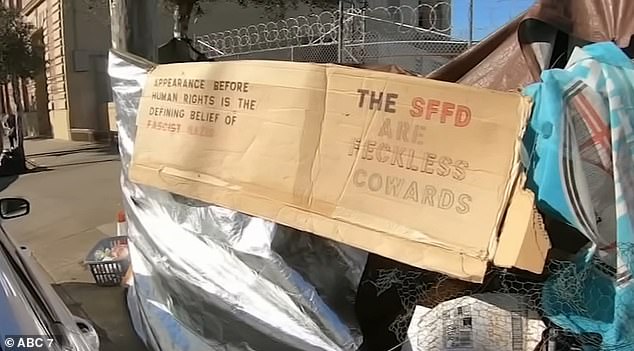 APPEARANCE BEFORE
HUMAN RIGHTS IS THE
DEFINING BELIEF OF
FASCIST NAZIS
THE SFFD
ARE
FECKLESS
COWARDS
© ABC 7